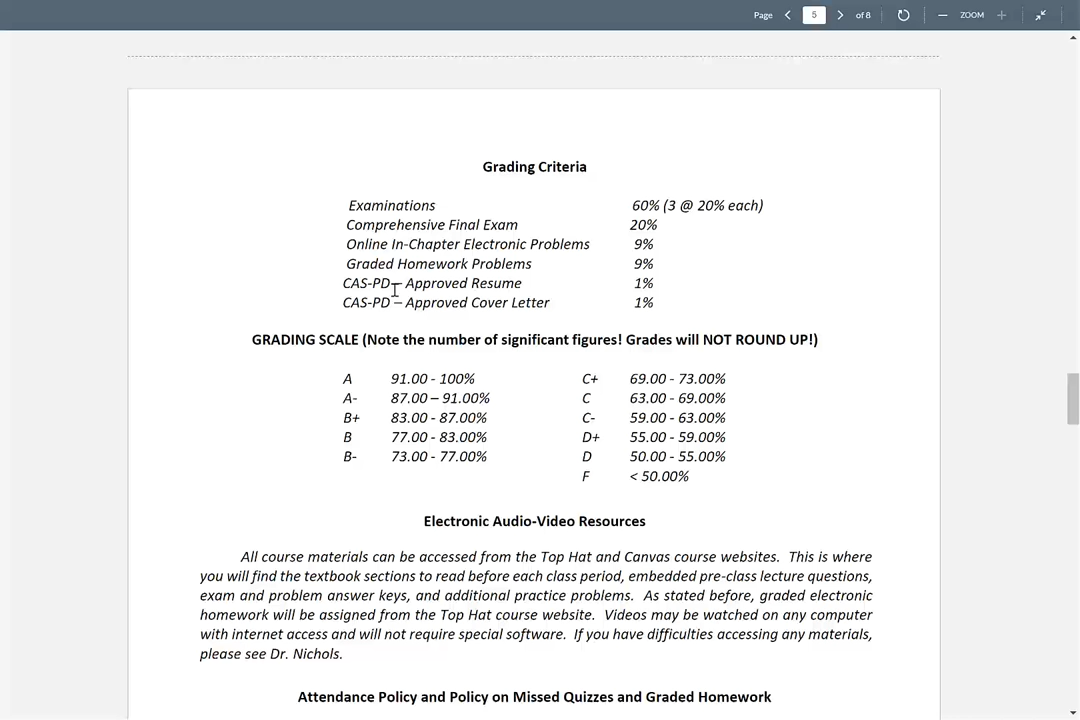 Page 5 of 8 ZOOM
Grading Criteria
Examinations 60% (3 @ 20% each)
Comprehensive Final Exam 20%
Online In-Chapter Electronic Problems 9%
Graded Homework Problems 9%
CAS-PD – Approved Resume 1%
CAS-PD – Approved Cover Letter 1%
GRADING SCALE (Note the number of significant figures! Grades will NOT ROUND UP!)
A 91.00 - 100% C+ 69.00 - 73.00%
A- 87.00 – 91.00% C 63.00 - 69.00%
B+ 83.00 - 87.00% C- 59.00 - 63.00%
B 77.00 - 83.00% D+ 55.00 - 59.00%
B- 73.00 - 77.00% D 50.00 - 55.00%
F < 50.00%
Electronic Audio-Video Resources
All course materials can be accessed from the Top Hat and Canvas course websites. This is where
you will find the textbook sections to read before each class period, embedded pre-class lecture questions,
exam and problem answer keys, and additional practice problems. As stated before, graded electronic
homework will be assigned from the Top Hat course website. Videos may be watched on any computer
with internet access and will not require special software. If you have difficulties accessing any materials,
please see Dr. Nichols.
Attendance Policy and Policy on Missed Quizzes and Graded Homework